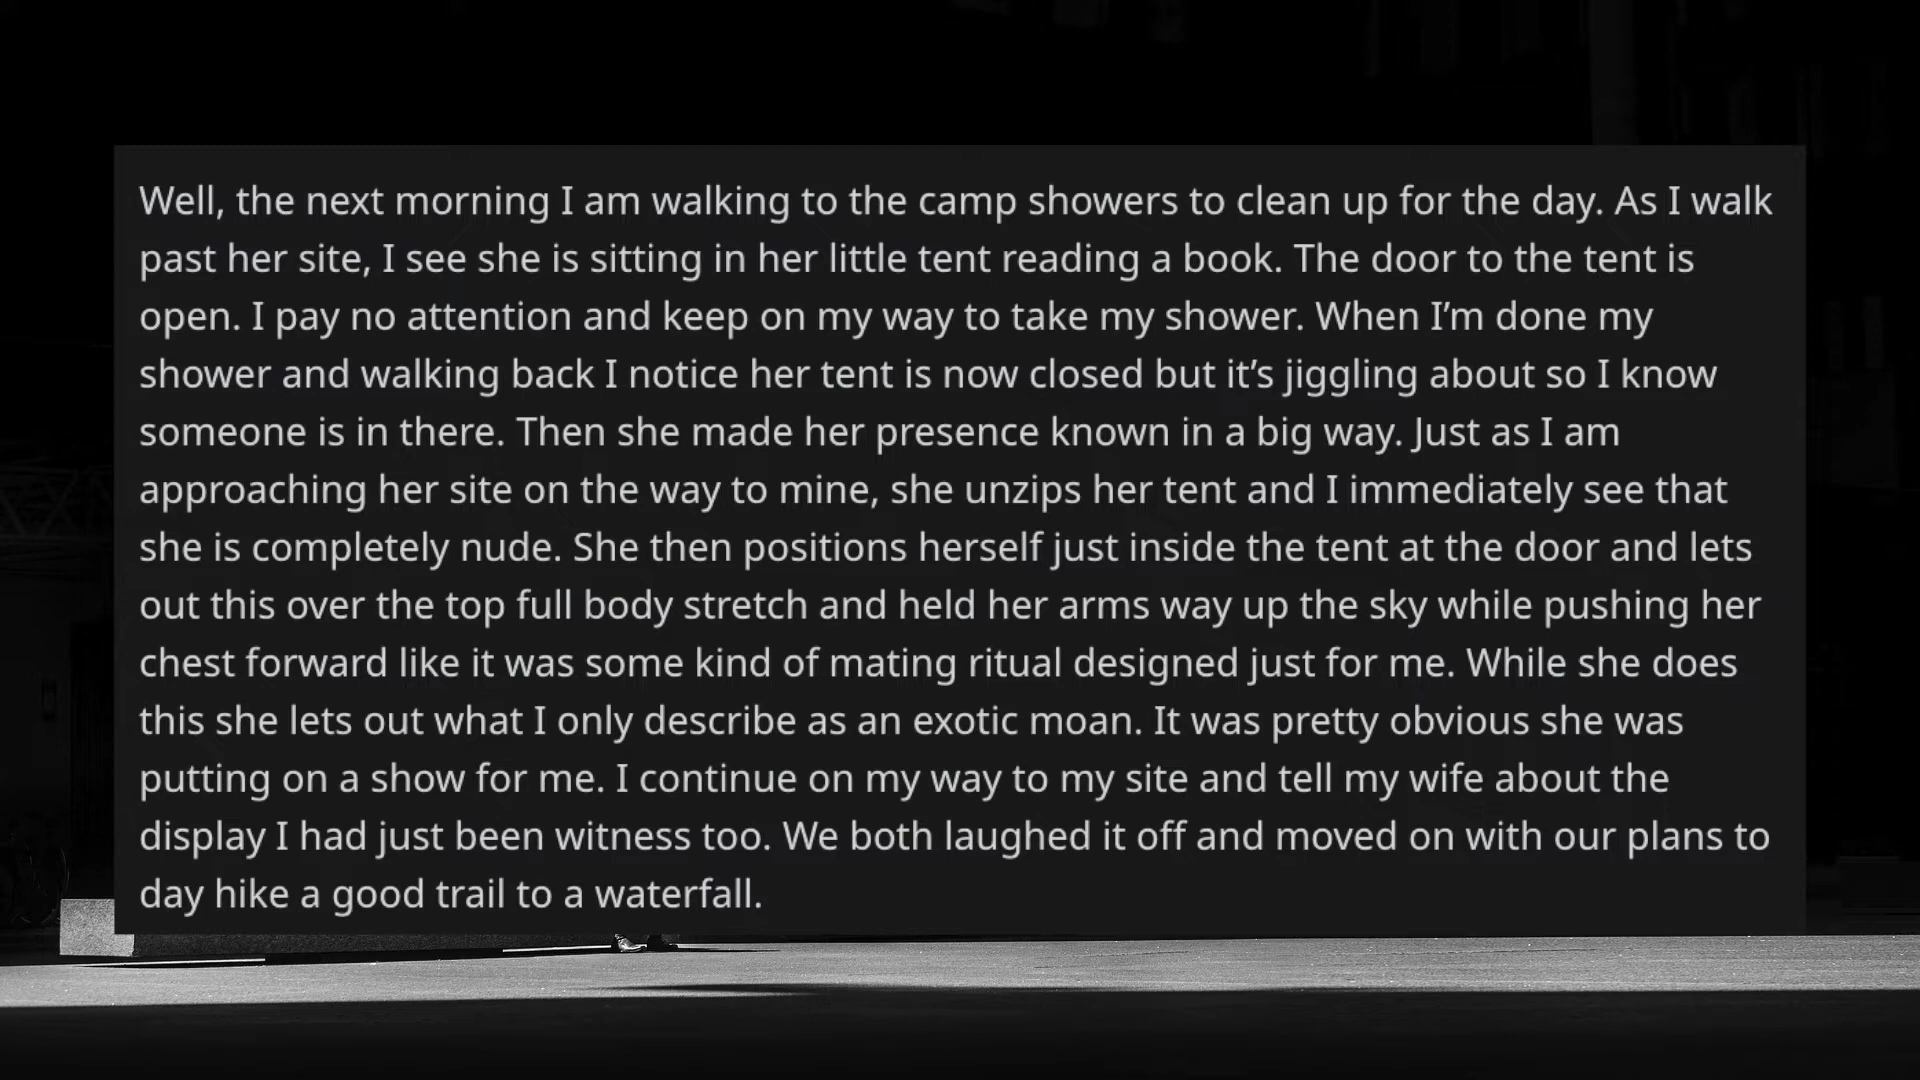 Well, the next morning I am walking to the camp showers to clean up for the day. As I walk
past her site, I see she is sitting in her little tent reading a book. The door to the tent is
open. I pay no attention and keep on my way to take my shower. When I’m done my
shower and walking back I notice her tent is now closed but it’s jiggling about so I know
someone is in there. Then she made her presence known in a big way. Just as I am
approaching her site on the way to mine, she unzips her tent and I immediately see that
she is completely nude. She then positions herself just inside the tent at the door and lets
out this over the top full body stretch and held her arms way up the sky while pushing her
chest forward like it was some kind of mating ritual designed just for me. While she does
this she lets out what I only describe as an exotic moan. It was pretty obvious she was
putting on a show for me. I continue on my way to my site and tell my wife about the
display I had just been witness too. We both laughed it off and moved on with our plans to
day hike a good trail to a waterfall.